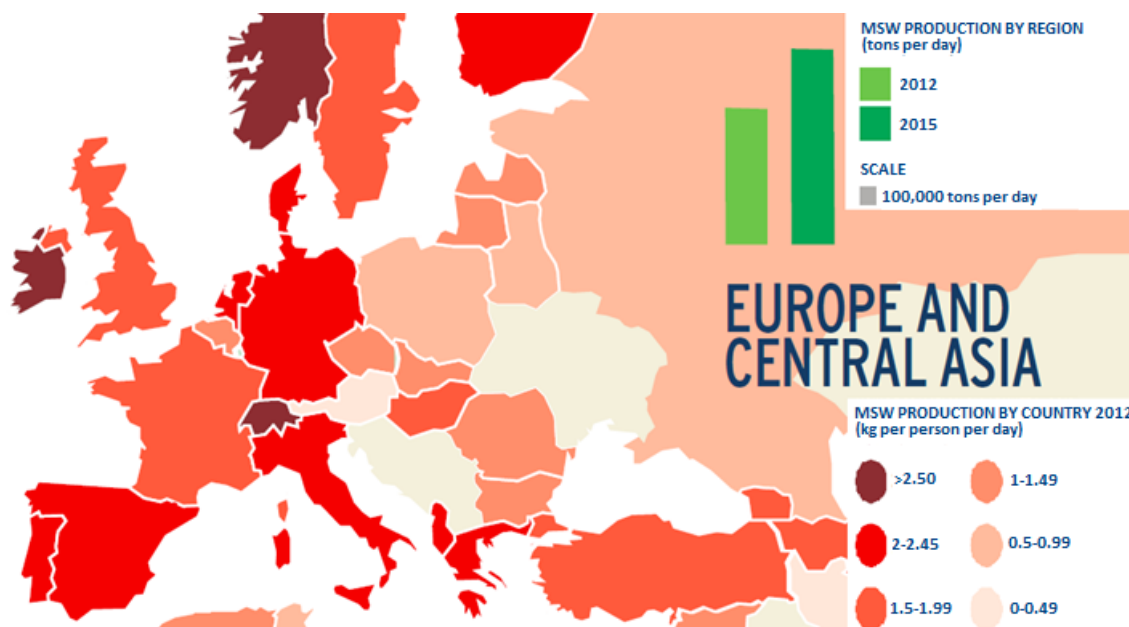 MSW PRODUCTION BY REGION
(tons per day)
2012
2015
SCALE
100,000 tons per day
EUROPE AND
CENTRAL ASIA
MSW PRODUCTION BY COUNTRY 2012
(kg per person per day)
>2.50
1-1.49
2-2.45
0.5-0.99
1.5-1.99
0-0.49